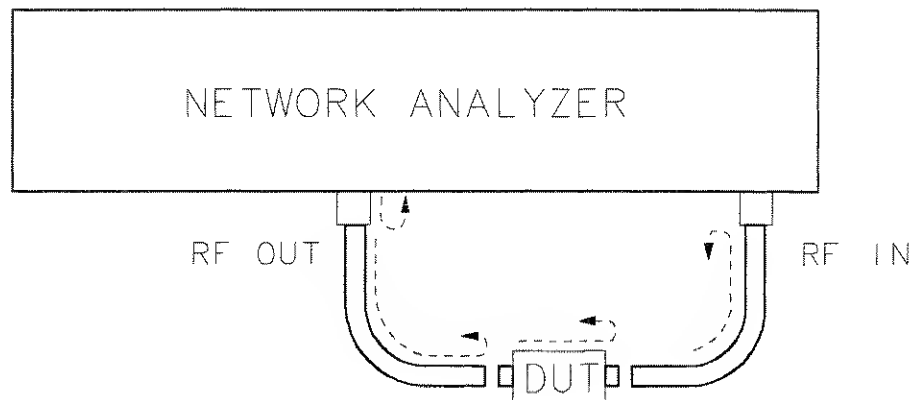 NETWORK ANALYZER
RF OUT
RF IN
DUT